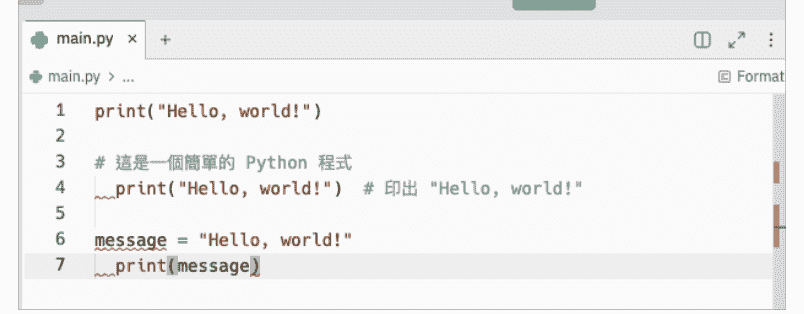 main.py × +
main.py > ...
Format
1 print("Hello, world!")
2
3 # 這是一個簡單的 Python 程式
4   print("Hello, world!")  # 印出 "Hello, world!"
5
6 message = "Hello, world!"
7   print(message)